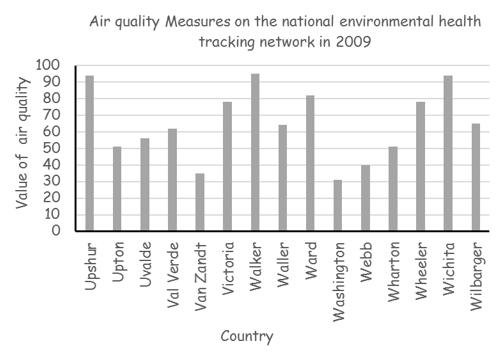 Air quality Measures on the national environmental health
tracking network in 2009
Value of air quality
100
90
80
70
60
50
40
30
20
10
0
Upshur
Upton
Uvalde
Val Verde
Van Zandt
Victoria
Walker
Waller
Ward
Washington
Webb
Wharton
Wheeler
Wichita
Wilbarger
Country